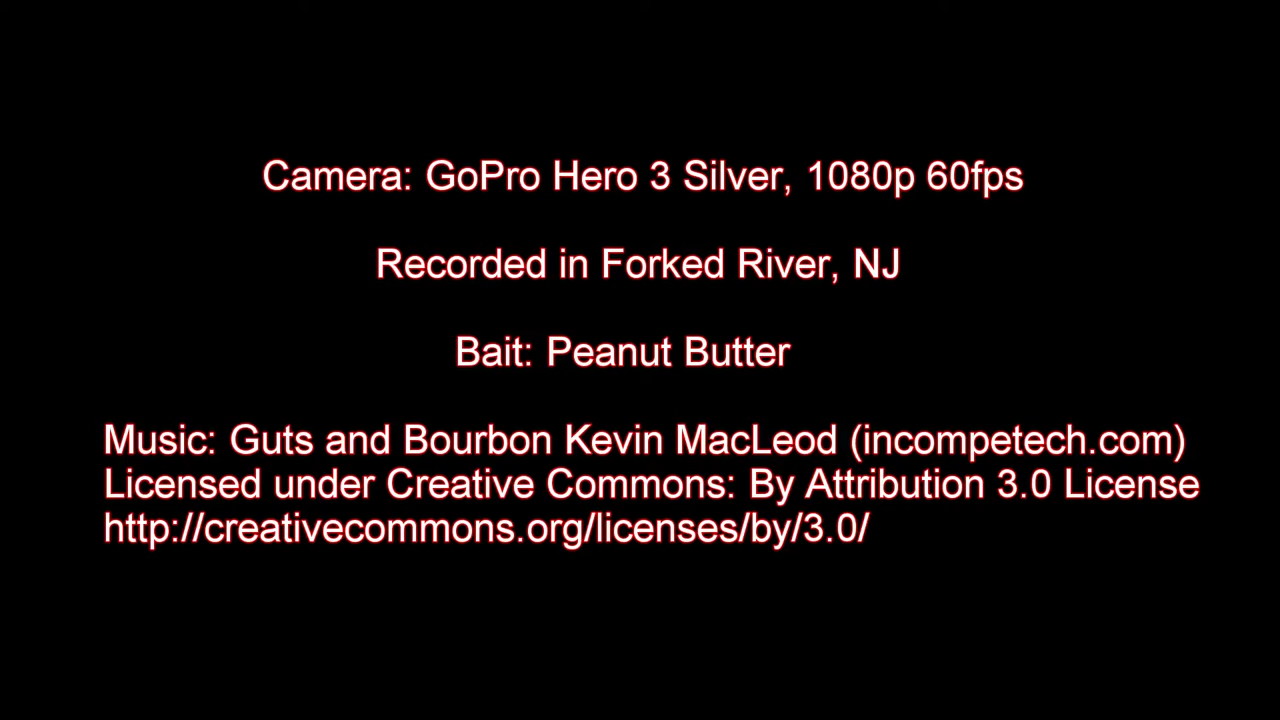 Camera: GoPro Hero 3 Silver, 1080p 60fps
Recorded in Forked River, NJ
Bait: Peanut Butter
Music: Guts and Bourbon Kevin MacLeod (incompetech.com)
Licensed under Creative Commons: By Attribution 3.0 License
http://creativecommons.org/licenses/by/3.0/